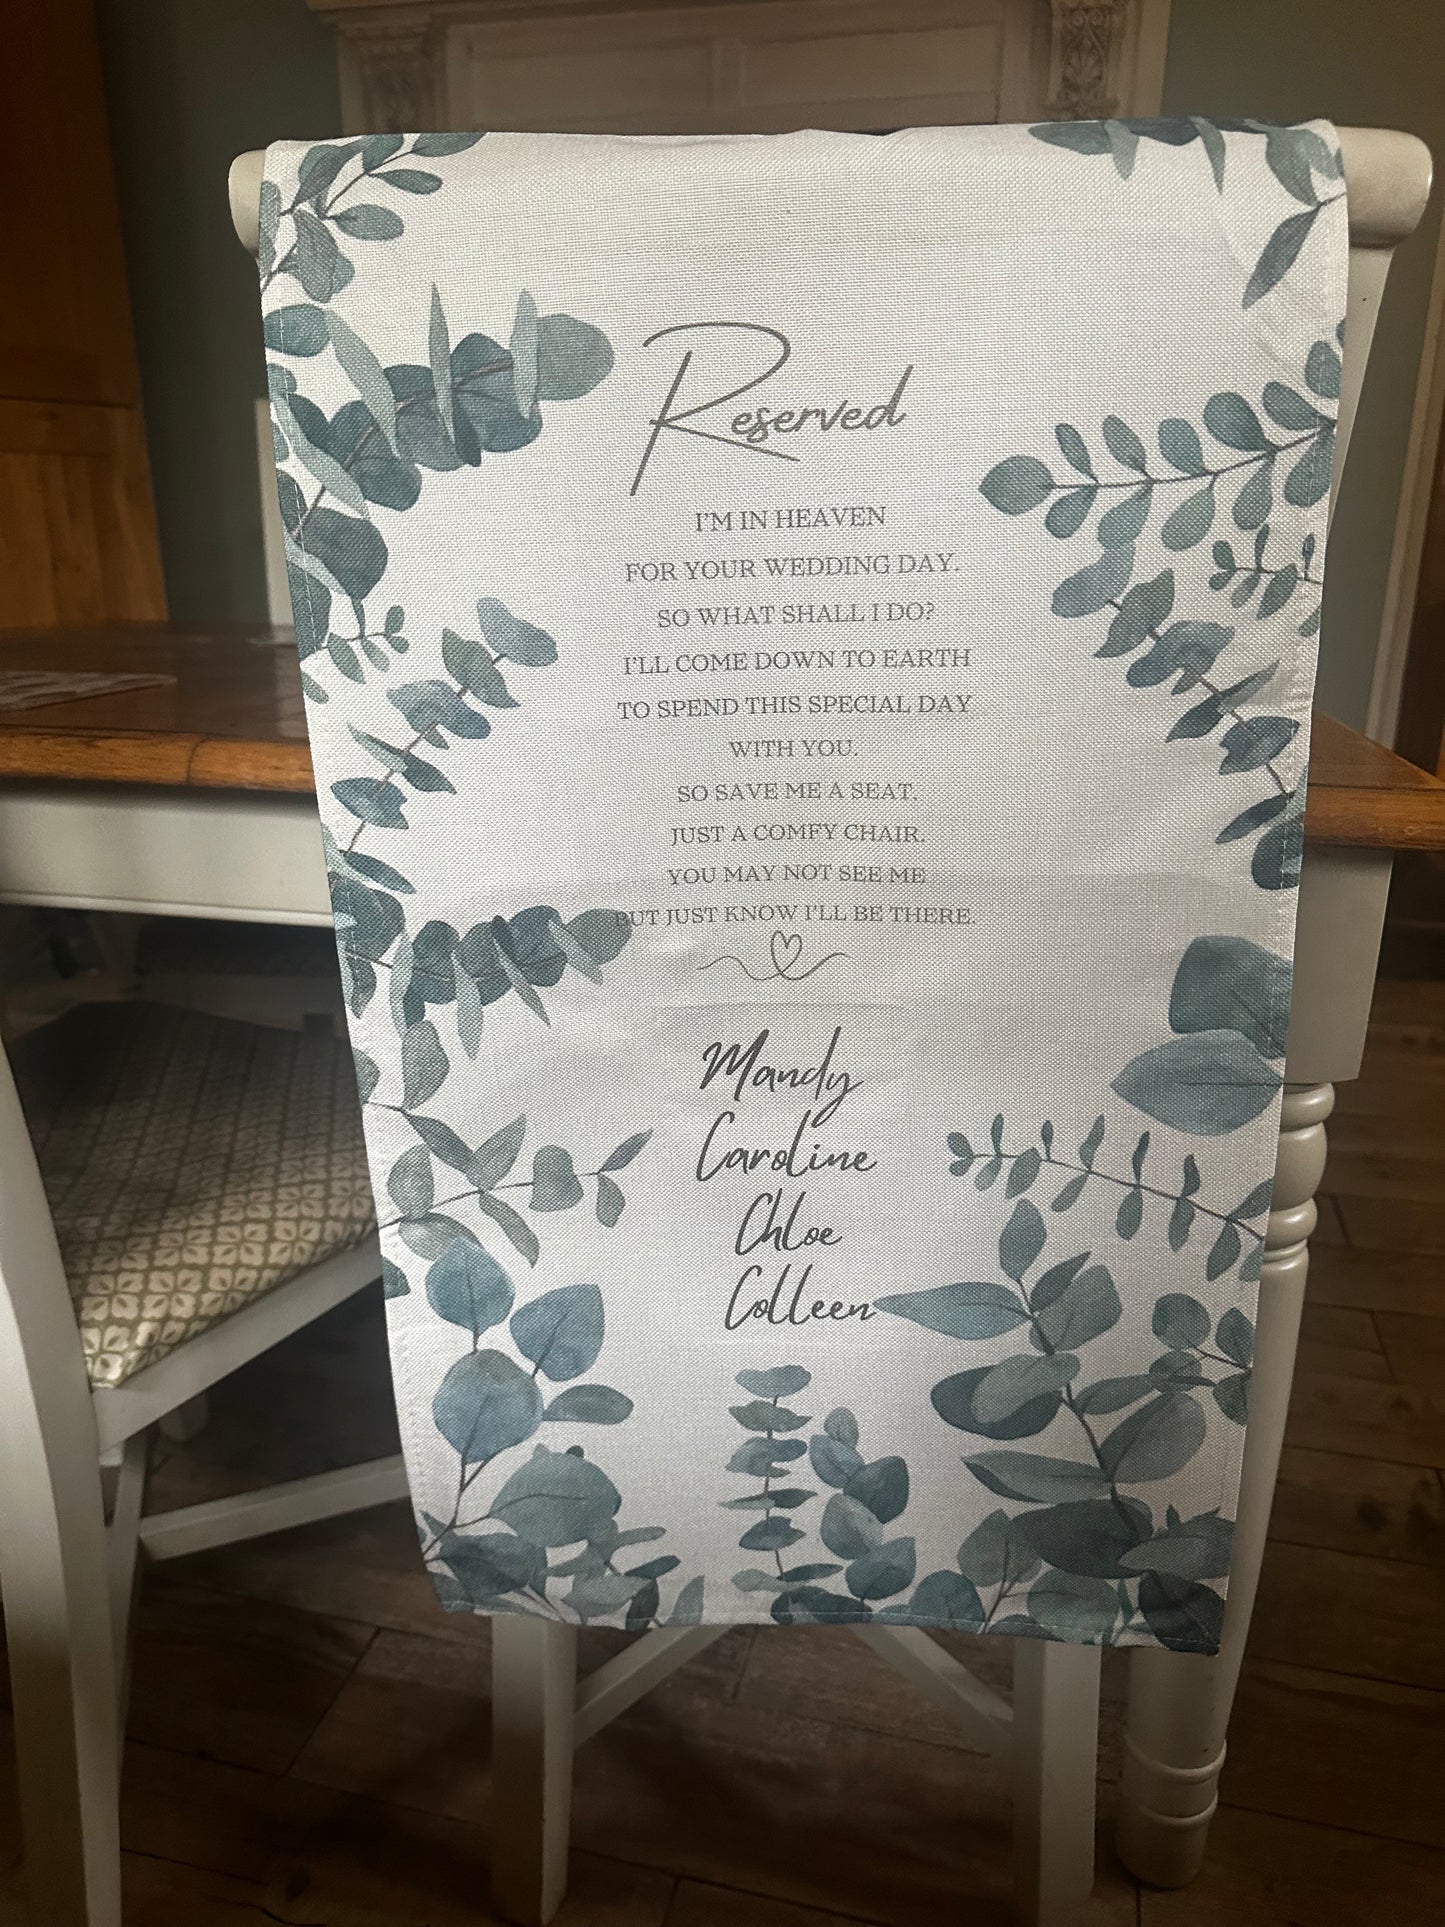 Reserved
I'M IN HEAVEN
FOR YOUR WEDDING DAY.
SO WHAT SHALL I DO?
I'LL COME DOWN TO EARTH
TO SPEND THIS SPECIAL DAY
WITH YOU.
SO SAVE ME A SEAT.
JUST A COMFY CHAIR.
YOU MAY NOT SEE ME
BUT JUST KNOW I'LL BE THERE.
Mandy
Caroline
Chloe
Colleen